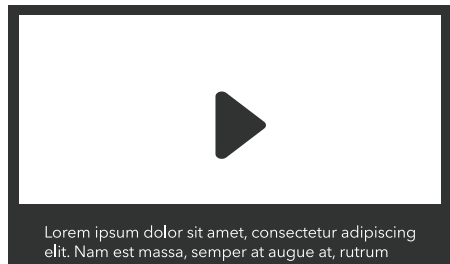 Lorem ipsum dolor sit amet, consectetur adipiscing
elit. Nam est massa, semper at augue at, rutrum